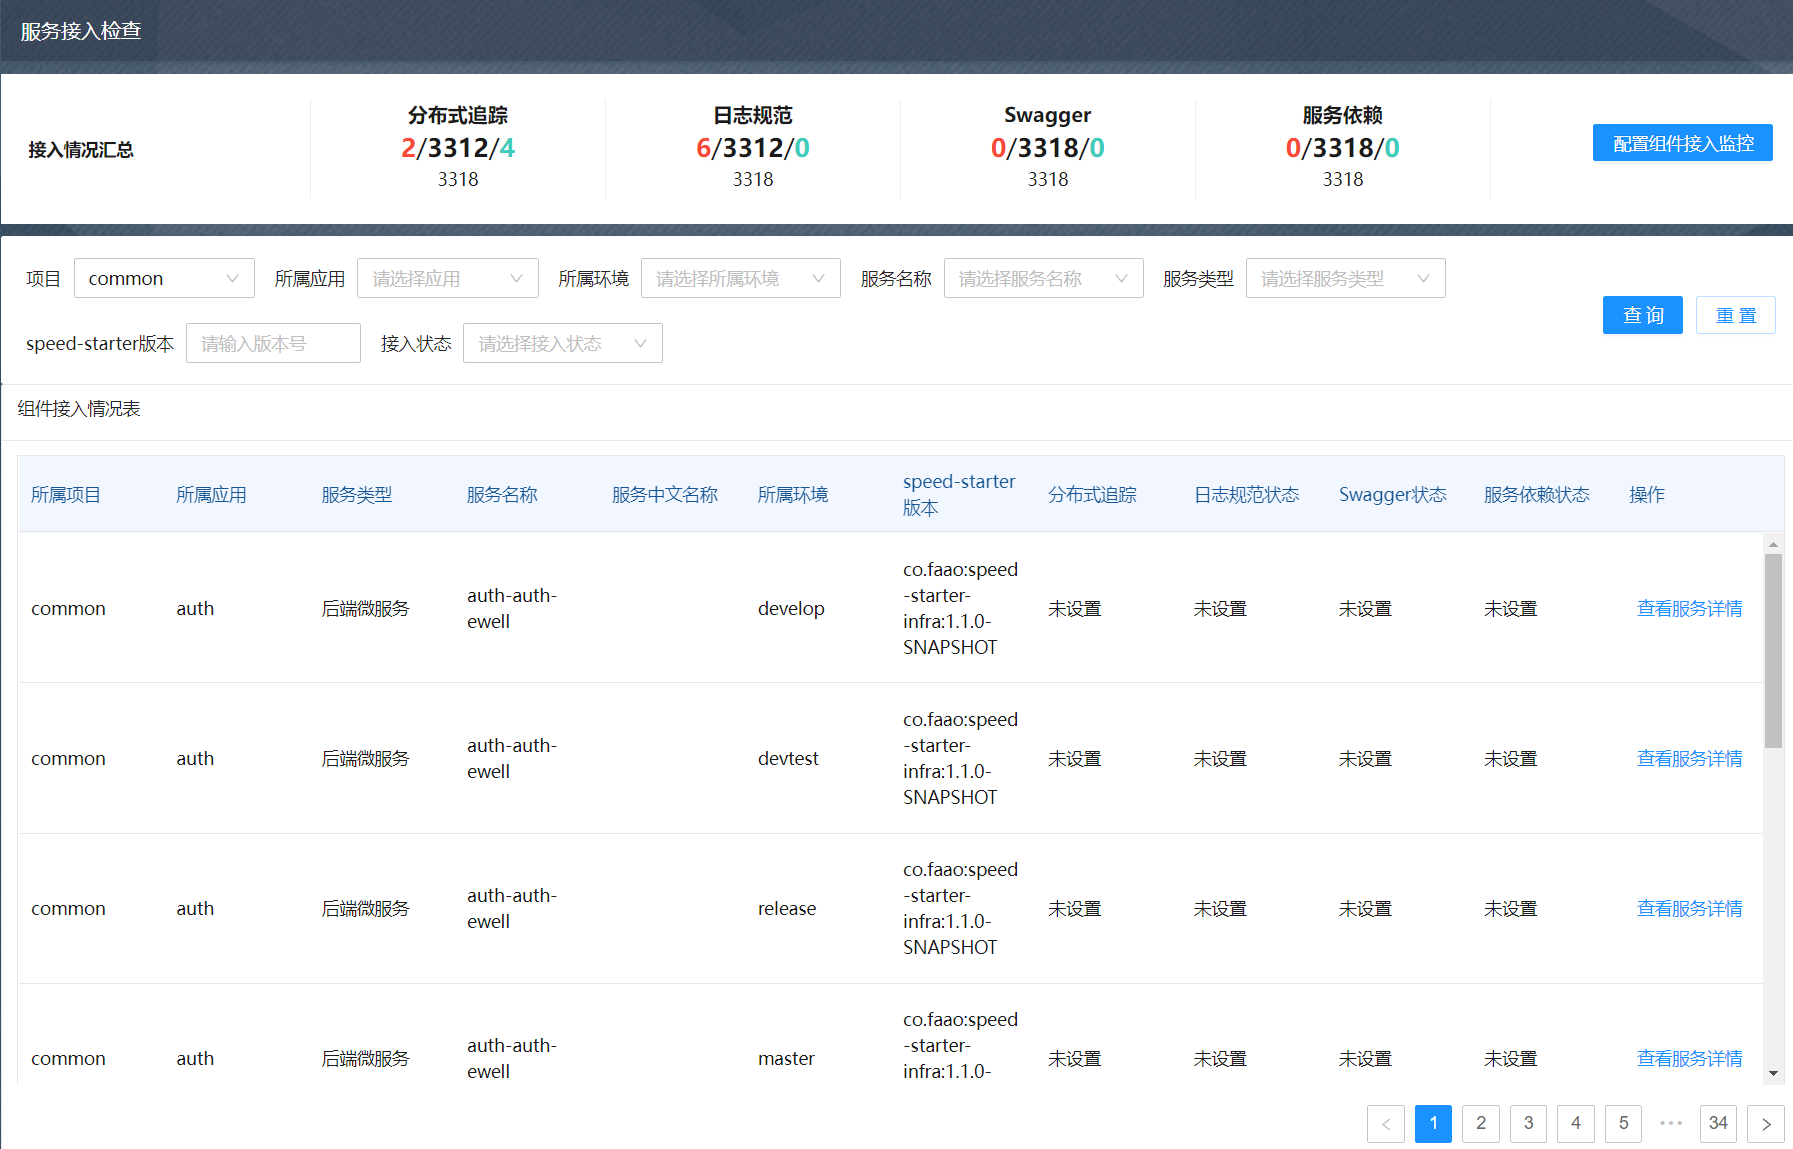 服务接入检查
接入情况汇总
分布式追踪
2/3312/4
3318
日志规范
6/3312/0
3318
Swagger
0/3318/0
3318
服务依赖
0/3318/0
3318
配置组件接入监控
项目 common 所属应用 请选择应用 所属环境 请选择所属环境 服务名称 请选择服务名称 服务类型 请选择服务类型
speed-starter版本 请输入版本号 接入状态 请选择接入状态
查 询 重 置
组件接入情况表
所属项目 所属应用 服务类型 服务名称 服务中文名称 所属环境 speed-starter
版本 分布式追踪 日志规范状态 Swagger状态 服务依赖状态 操作
common auth 后端微服务 auth-auth-
ewell develop co.faao:speed
-starter-
infra:1.1.0-
SNAPSHOT 未设置 未设置 未设置 未设置 查看服务详情
common auth 后端微服务 auth-auth-
ewell devtest co.faao:speed
-starter-
infra:1.1.0-
SNAPSHOT 未设置 未设置 未设置 未设置 查看服务详情
common auth 后端微服务 auth-auth-
ewell release co.faao:speed
-starter-
infra:1.1.0-
SNAPSHOT 未设置 未设置 未设置 未设置 查看服务详情
common auth 后端微服务 auth-auth-
ewell master co.faao:speed
-starter-
infra:1.1.0- 未设置 未设置 未设置 未设置 查看服务详情
< 1 2 3 4 5 ••• 34 >